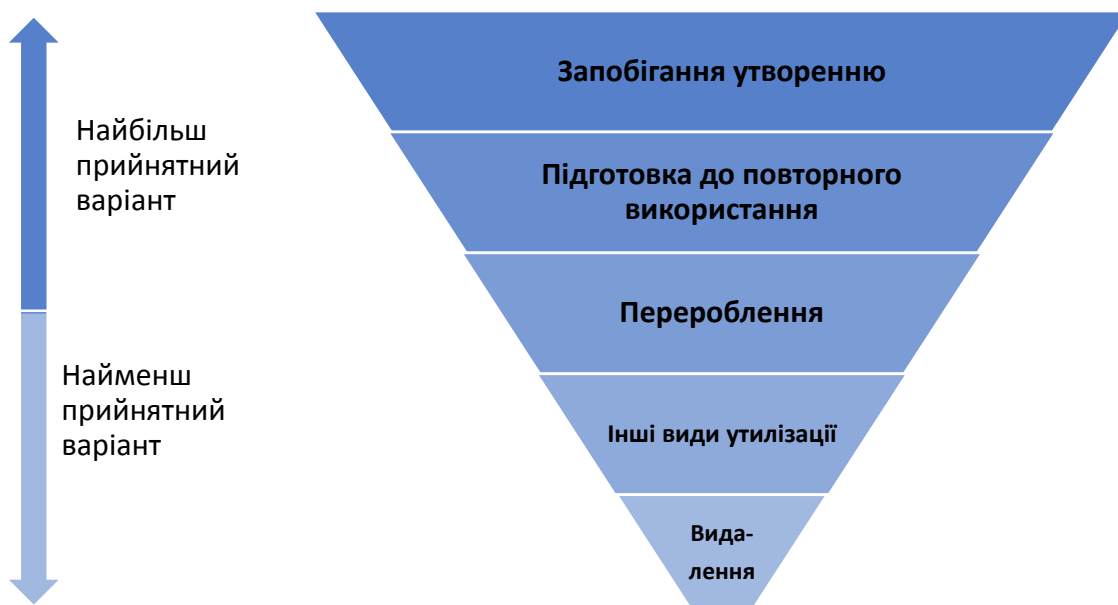 Найбільш
прийнятний
варіант
Найменш
прийнятний
варіант
Запобігання утворенню
Підготовка до повторного
використання
Перероблення
Інші види утилізації
Вида-
лення